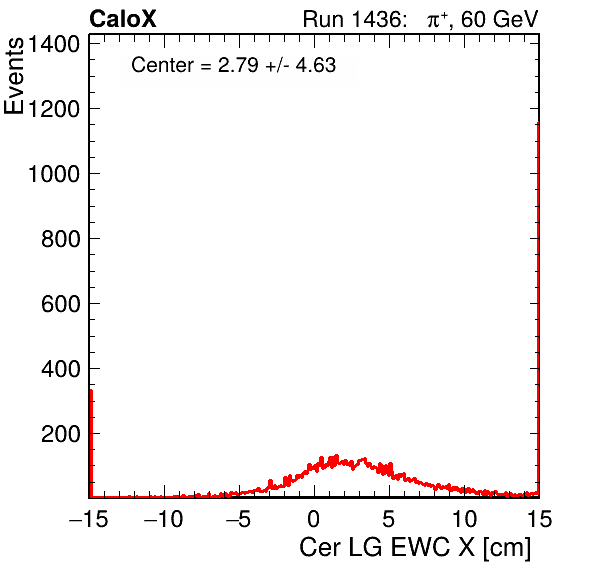 CaloX Run 1436: π⁺, 60 GeV
Events
Center = 2.79 +/- 4.63
1400
1200
1000
800
600
400
200
−15 −10 −5 0 5 10 15
Cer LG EWC X [cm]